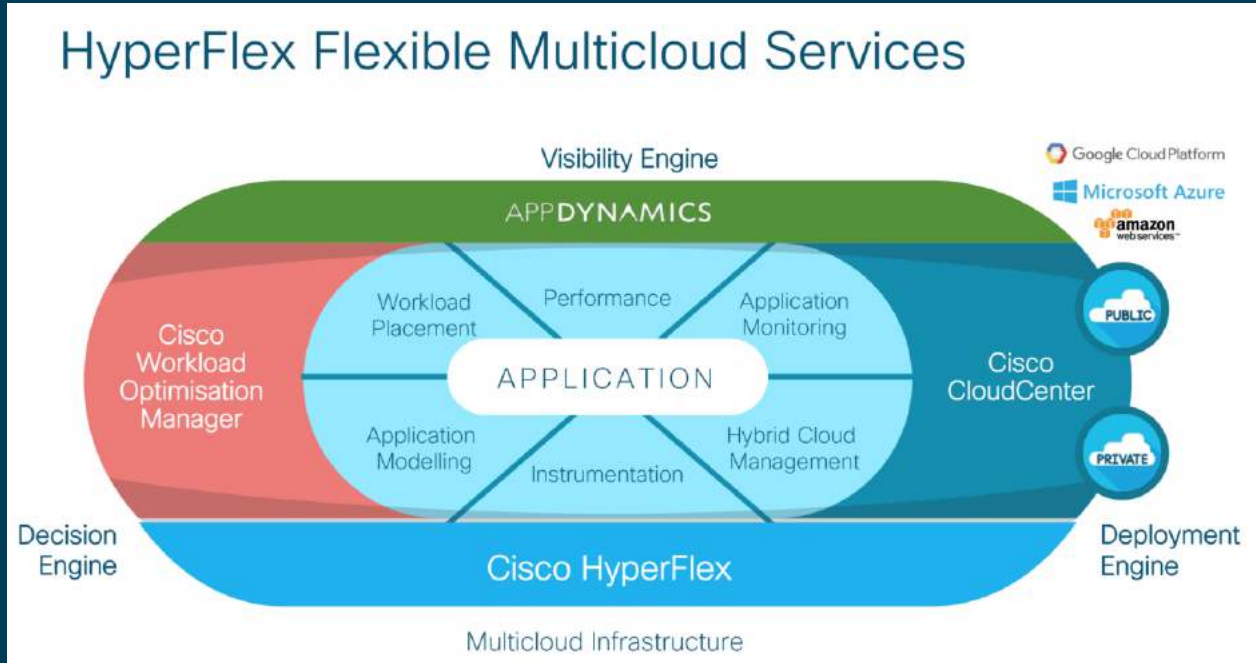 HyperFlex Flexible Multicloud Services
Visibility Engine
Google Cloud Platform
Microsoft Azure
amazon
web services™
APPDYNAMICS
Workload
Placement
Performance
Application
Monitoring
PUBLIC
Cisco
Workload
Optimisation
Manager
APPLICATION
Cisco
CloudCenter
Application
Modelling
Instrumentation
Hybrid Cloud
Management
PRIVATE
Decision
Engine
Cisco HyperFlex
Deployment
Engine
Multicloud Infrastructure